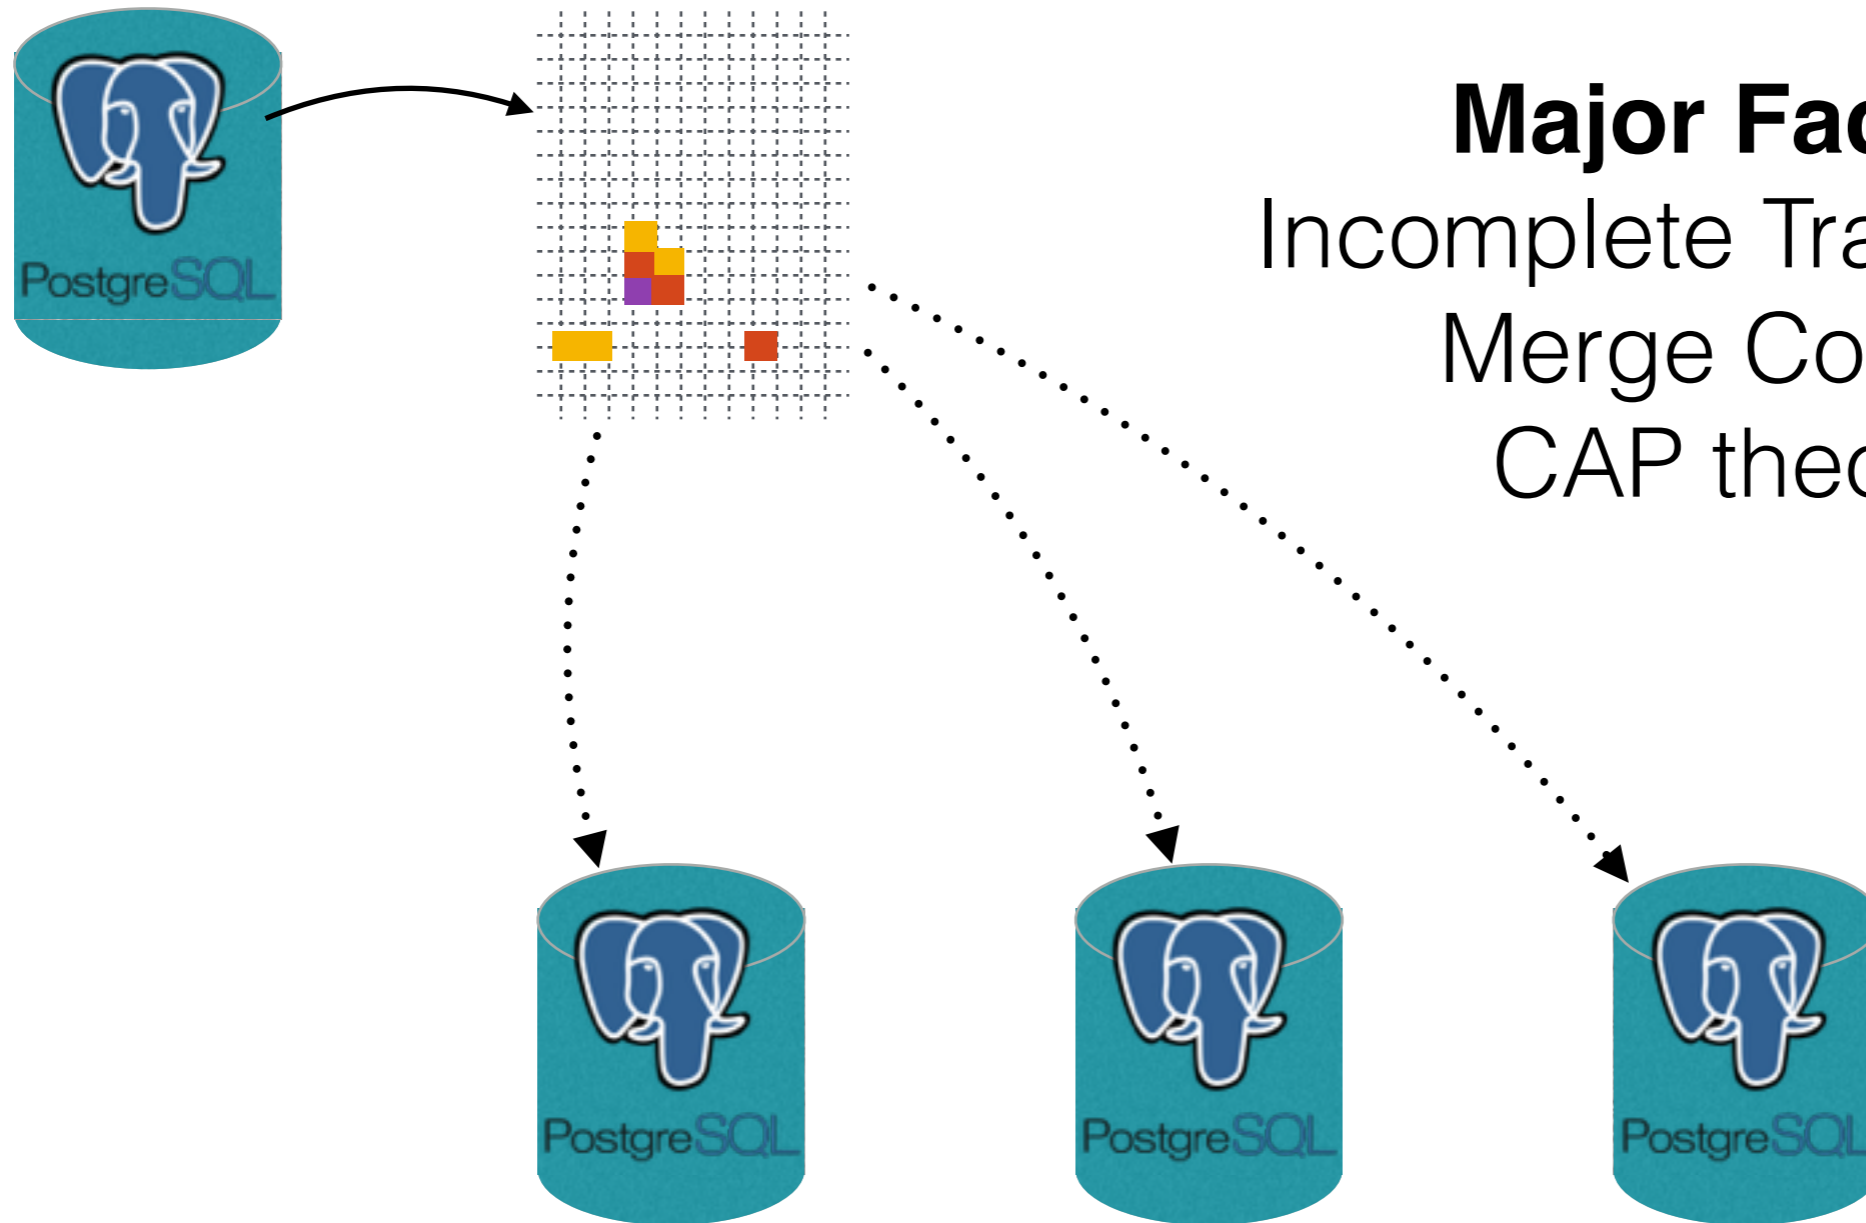 PostgreSQL
Major Fac
Incomplete Tra
Merge Co
CAP theo
PostgreSQL
PostgreSQL
PostgreSQL